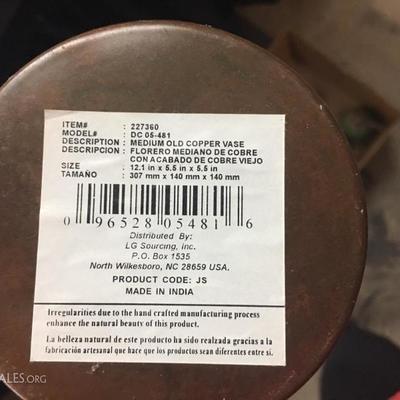 ITEM# : 227360
MODEL# : DC 05-481
DESCRIPTION : MEDIUM OLD COPPER VASE
DESCRIPCION : FLORERO MEDIANO DE COBRE
CON ACABADO DE COBRE VIEJO
SIZE : 12.1 in x 5.5 in x 5.5 in
TAMAÑO : 307 mm x 140 mm x 140 mm
0 96528 05481 6
Distributed By:
LG Sourcing, Inc.
P.O. Box 1535
North Wilkesboro, NC 28659 USA.
PRODUCT CODE: JS
MADE IN INDIA
Irregularities due to the hand crafted manufacturing process
enhance the natural beauty of this product.
La belleza natural de este producto ha sido realzada gracias a la
fabricación artesanal que hace que los productos sean diferentes entre si.
ALES.ORG